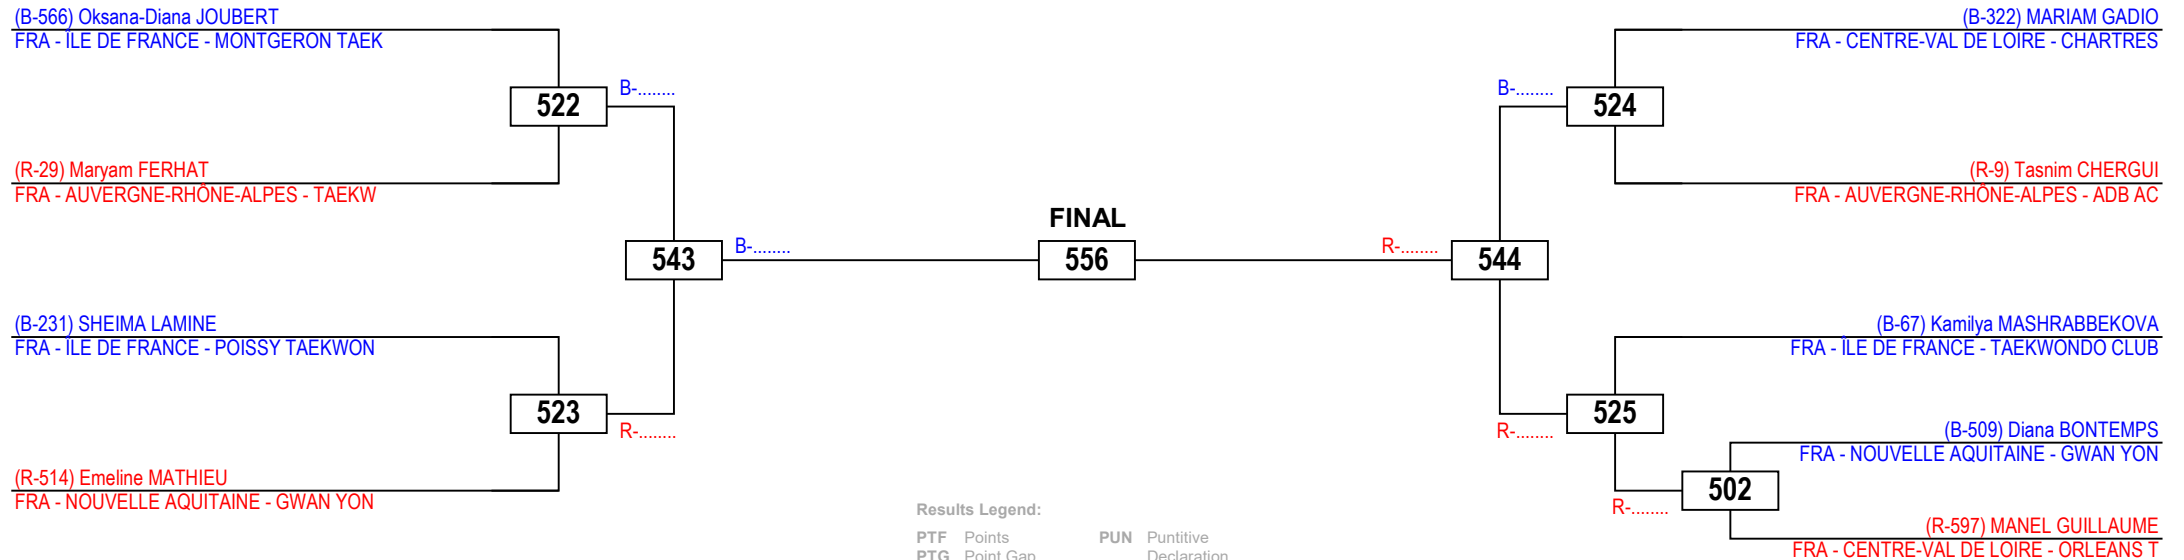 (B-566) Oksana-Diana JOUBERT
FRA - ÎLE DE FRANCE - MONTGERON TAEK
522
B-........
(R-29) Maryam FERHAT
FRA - AUVERGNE-RHÔNE-ALPES - TAEKW
543
B-........
(B-231) SHEIMA LAMINE
FRA - ÎLE DE FRANCE - POISSY TAEKWON
523
R-........
(R-514) Emeline MATHIEU
FRA - NOUVELLE AQUITAINE - GWAN YON
FINAL
556
(B-322) MARIAM GADIO
FRA - CENTRE-VAL DE LOIRE - CHARTRES
B-........
524
(R-9) Tasnim CHERGUI
FRA - AUVERGNE-RHÔNE-ALPES - ADB AC
R-........
544
(B-67) Kamilya MASHRABBEKOVA
FRA - ÎLE DE FRANCE - TAEKWONDO CLUB
525
R-........
(B-509) Diana BONTEMPS
FRA - NOUVELLE AQUITAINE - GWAN YON
502
R-........
(R-597) MANEL GUILLAUME
FRA - CENTRE-VAL DE LOIRE - ORLEANS T
Results Legend:
PTF Points PUN Puntitive
PTG Point Gap Declaration